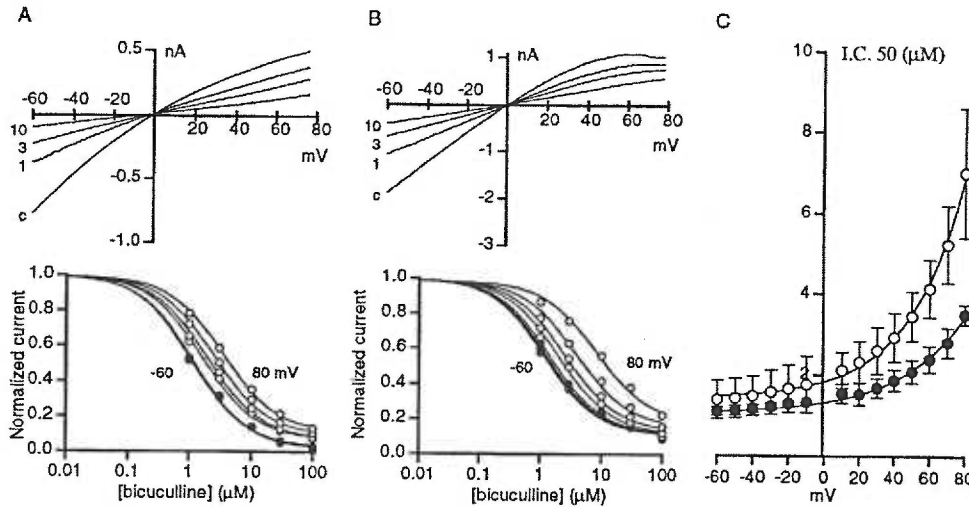 A
0.5
nA
-60 -40 -20
10
3
1
c
20 40 60 80
mV
-0.5
-1.0
B
1
nA
-60 -40 -20
10
3
1
c
20 40 60 80
mV
-1
-2
-3
C
10
I.C. 50 (μM)
8
6
4
2
-60 -40 -20 0 20 40 60 80
mV
Normalized current
1.0
0.8
0.6
0.4
0.2
0.0
-60
80 mV
0.01 0.1 1 10 100
[bicuculline] (μM)
Normalized current
1.0
0.8
0.6
0.4
0.2
0.0
-60
80 mV
0.01 0.1 1 10 100
[bicuculline] (μM)